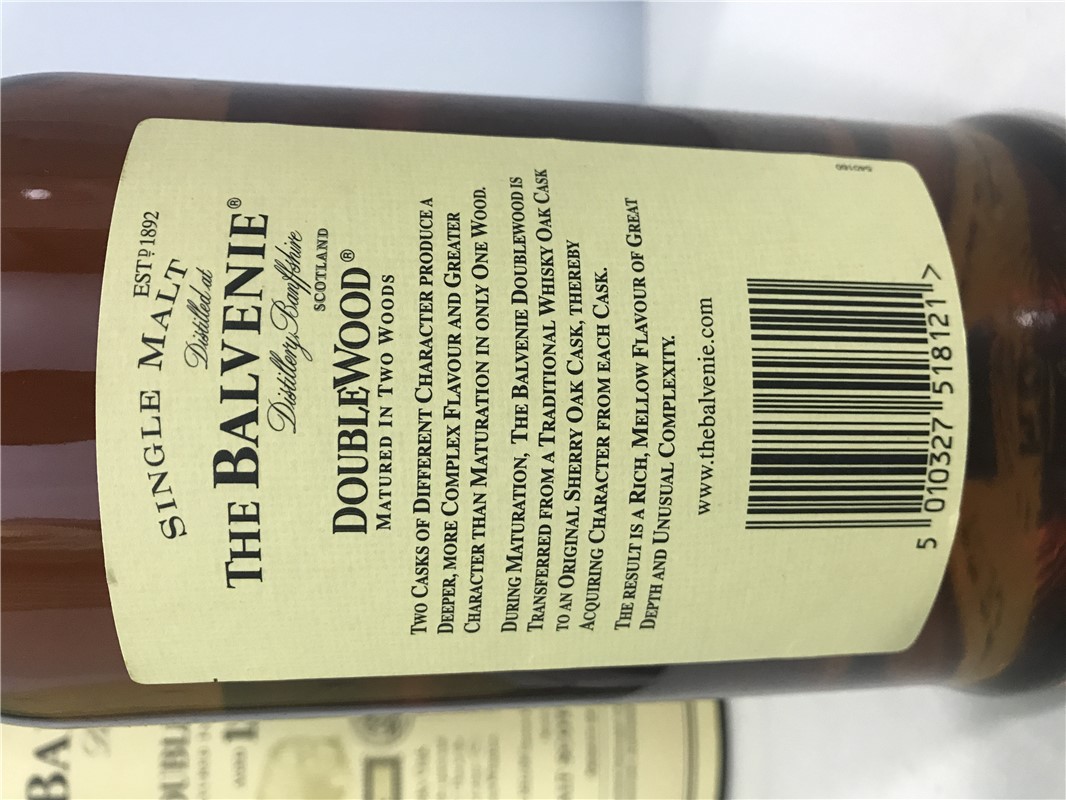 ESTD 1892
SINGLE MALT
Distilled at
THE BALVENIE®
Distillery, Banffshire
SCOTLAND
DOUBLEWOOD®
MATURED IN TWO WOODS
TWO CASKS OF DIFFERENT CHARACTER PRODUCE A
DEEPER, MORE COMPLEX FLAVOUR AND GREATER
CHARACTER THAN MATURATION IN ONLY ONE WOOD.
DURING MATURATION, THE BALVENIE DOUBLEWOOD IS
TRANSFERRED FROM A TRADITIONAL WHISKY OAK CASK
TO AN ORIGINAL SHERRY OAK CASK, THEREBY
ACQUIRING CHARACTER FROM EACH CASK.
THE RESULT IS A RICH, MELLOW FLAVOUR OF GREAT
DEPTH AND UNUSUAL COMPLEXITY.
www.thebalvenie.com
5 010327 518121 >
540160
BA
OUBL